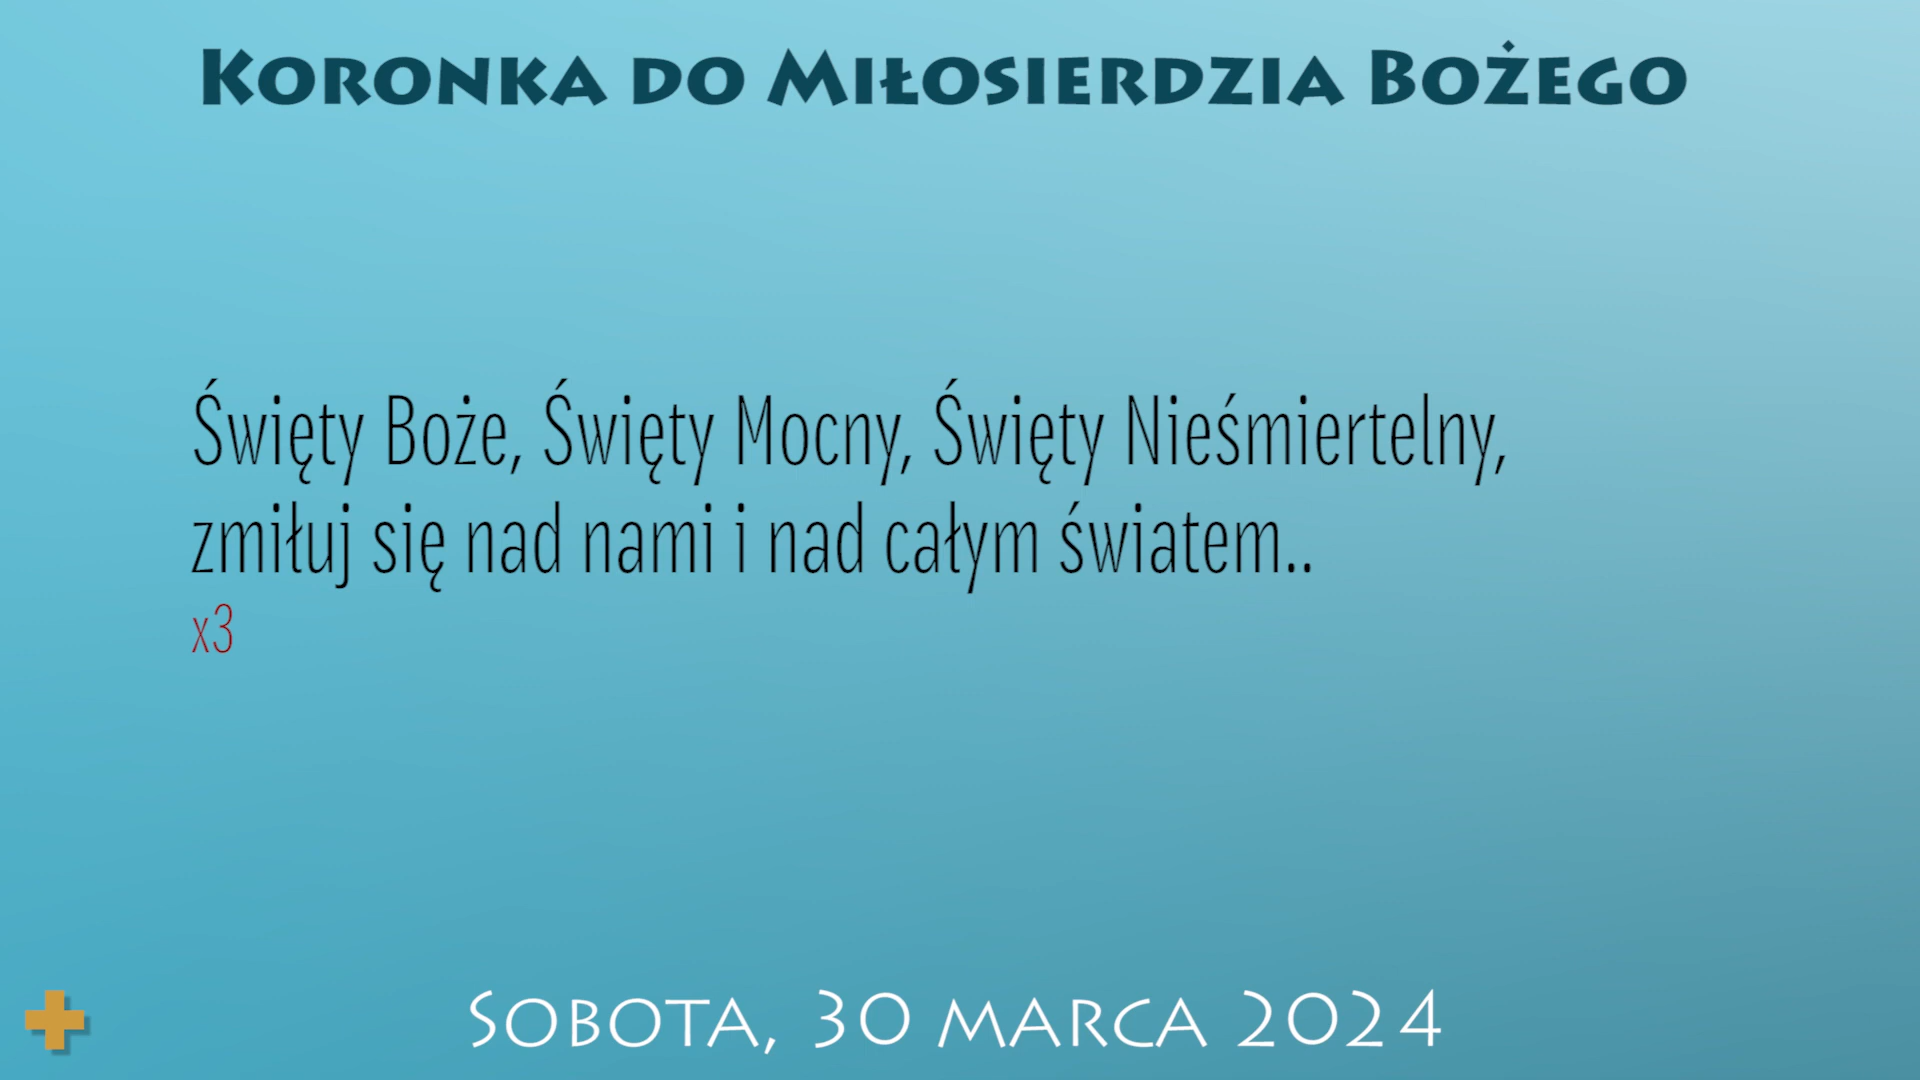 Koronka do Miłosierdzia Bożego
Święty Boże, Święty Mocny, Święty Nieśmiertelny,
zmiłuj się nad nami i nad całym światem..
x3
Sobota, 30 marca 2024